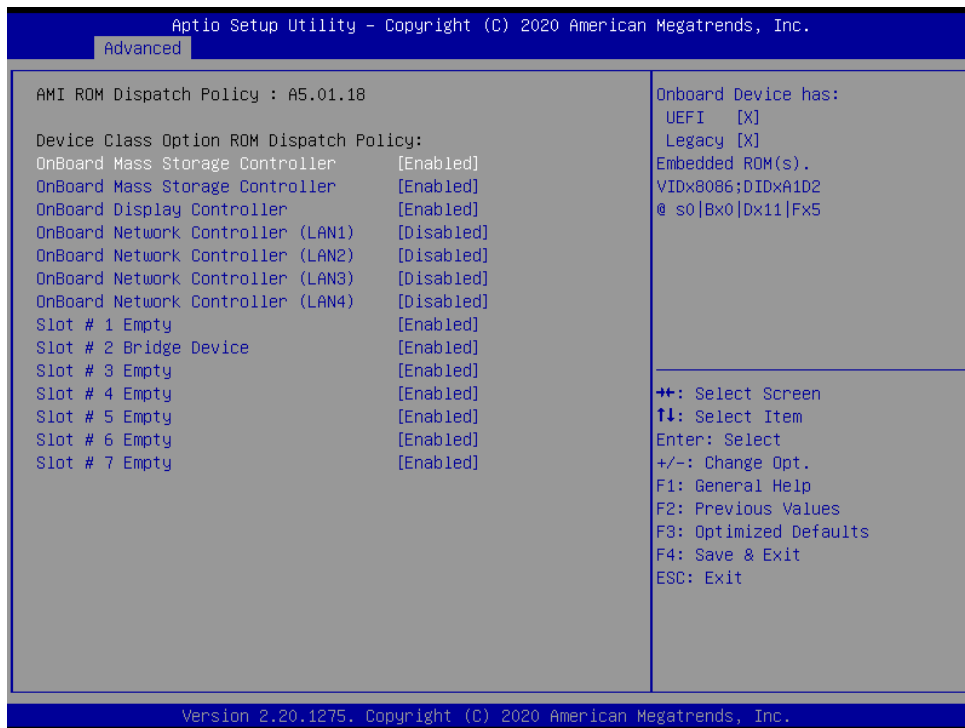 Aptio Setup Utility – Copyright (C) 2020 American Megatrends, Inc.
Advanced
AMI ROM Dispatch Policy : A5.01.18
Device Class Option ROM Dispatch Policy:
OnBoard Mass Storage Controller [Enabled]
OnBoard Mass Storage Controller [Enabled]
OnBoard Display Controller [Enabled]
OnBoard Network Controller (LAN1) [Disabled]
OnBoard Network Controller (LAN2) [Disabled]
OnBoard Network Controller (LAN3) [Disabled]
OnBoard Network Controller (LAN4) [Disabled]
Slot # 1 Empty [Enabled]
Slot # 2 Bridge Device [Enabled]
Slot # 3 Empty [Enabled]
Slot # 4 Empty [Enabled]
Slot # 5 Empty [Enabled]
Slot # 6 Empty [Enabled]
Slot # 7 Empty [Enabled]
Onboard Device has:
UEFI [X]
Legacy [X]
Embedded ROM(s).
VIDx8086;DIDxA1D2
@ s0|Bx0|Dx11|Fx5
→←: Select Screen
↑↓: Select Item
Enter: Select
+/-: Change Opt.
F1: General Help
F2: Previous Values
F3: Optimized Defaults
F4: Save & Exit
ESC: Exit
Version 2.20.1275. Copyright (C) 2020 American Megatrends, Inc.